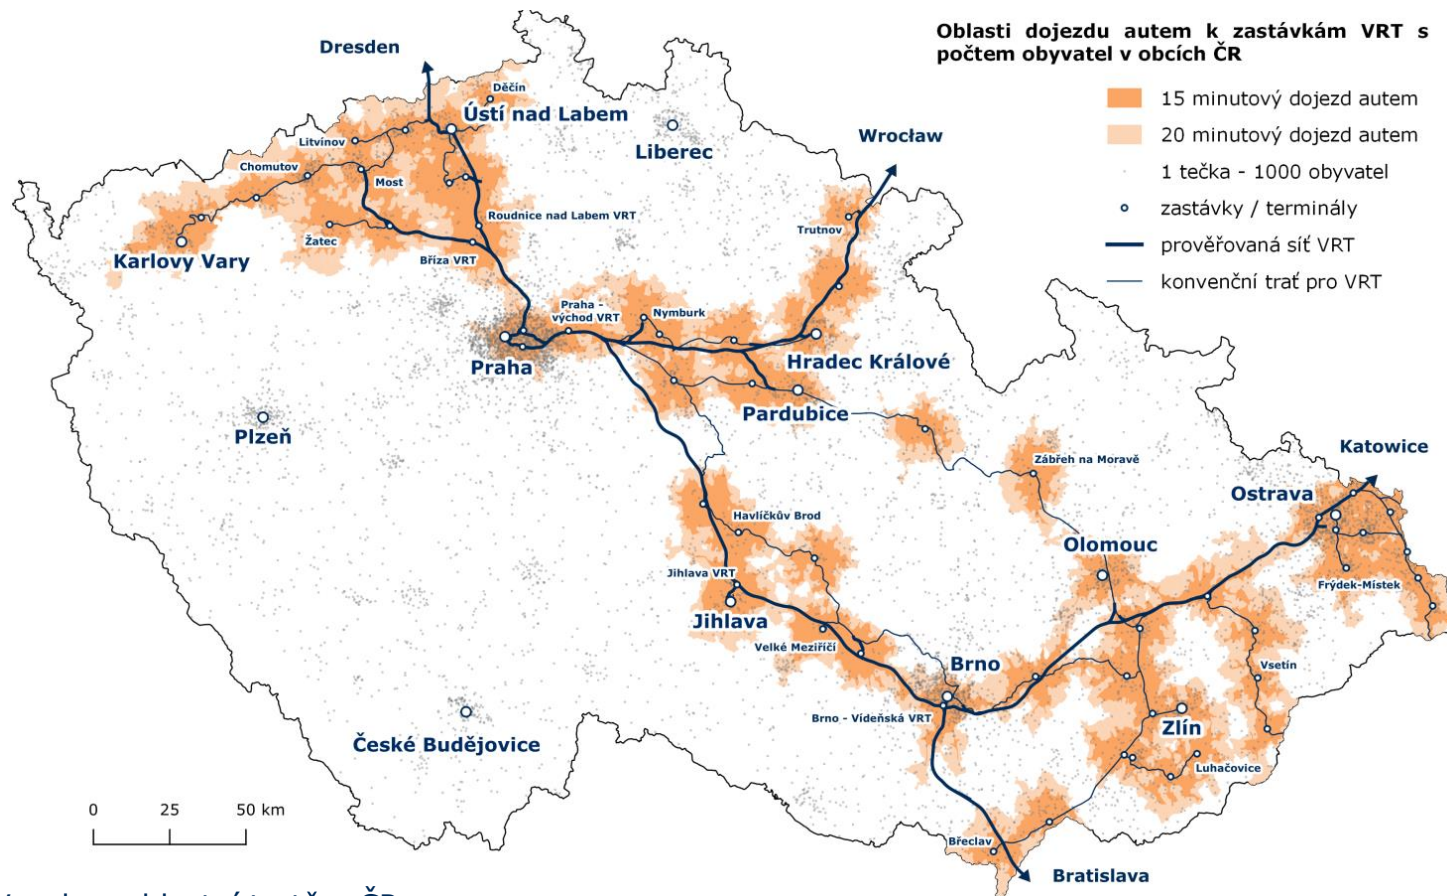 Oblasti dojezdu autem k zastávkám VRT s
počtem obyvatel v obcích ČR
15 minutový dojezd autem
20 minutový dojezd autem
1 tečka - 1000 obyvatel
zastávky / terminály
prověřovaná síť VRT
konvenční trať pro VRT
Dresden
Děčín
Ústí nad Labem
Litvínov
Liberec
Wrocław
Chomutov
Most
Roudnice nad Labem VRT
Trutnov
Žatec
Karlovy Vary
Bříza VRT
Praha -
východ VRT
Nymburk
Praha
Hradec Králové
Pardubice
Plzeň
Zábřeh na Moravě
Katowice
Ostrava
Havlíčkův Brod
Olomouc
Jihlava VRT
Frýdek-Místek
Jihlava
Velké Meziříčí
Brno
Vsetín
Brno - Vídeňská VRT
Zlín
České Budějovice
Luhačovice
0 25 50 km
Břeclav
Bratislava